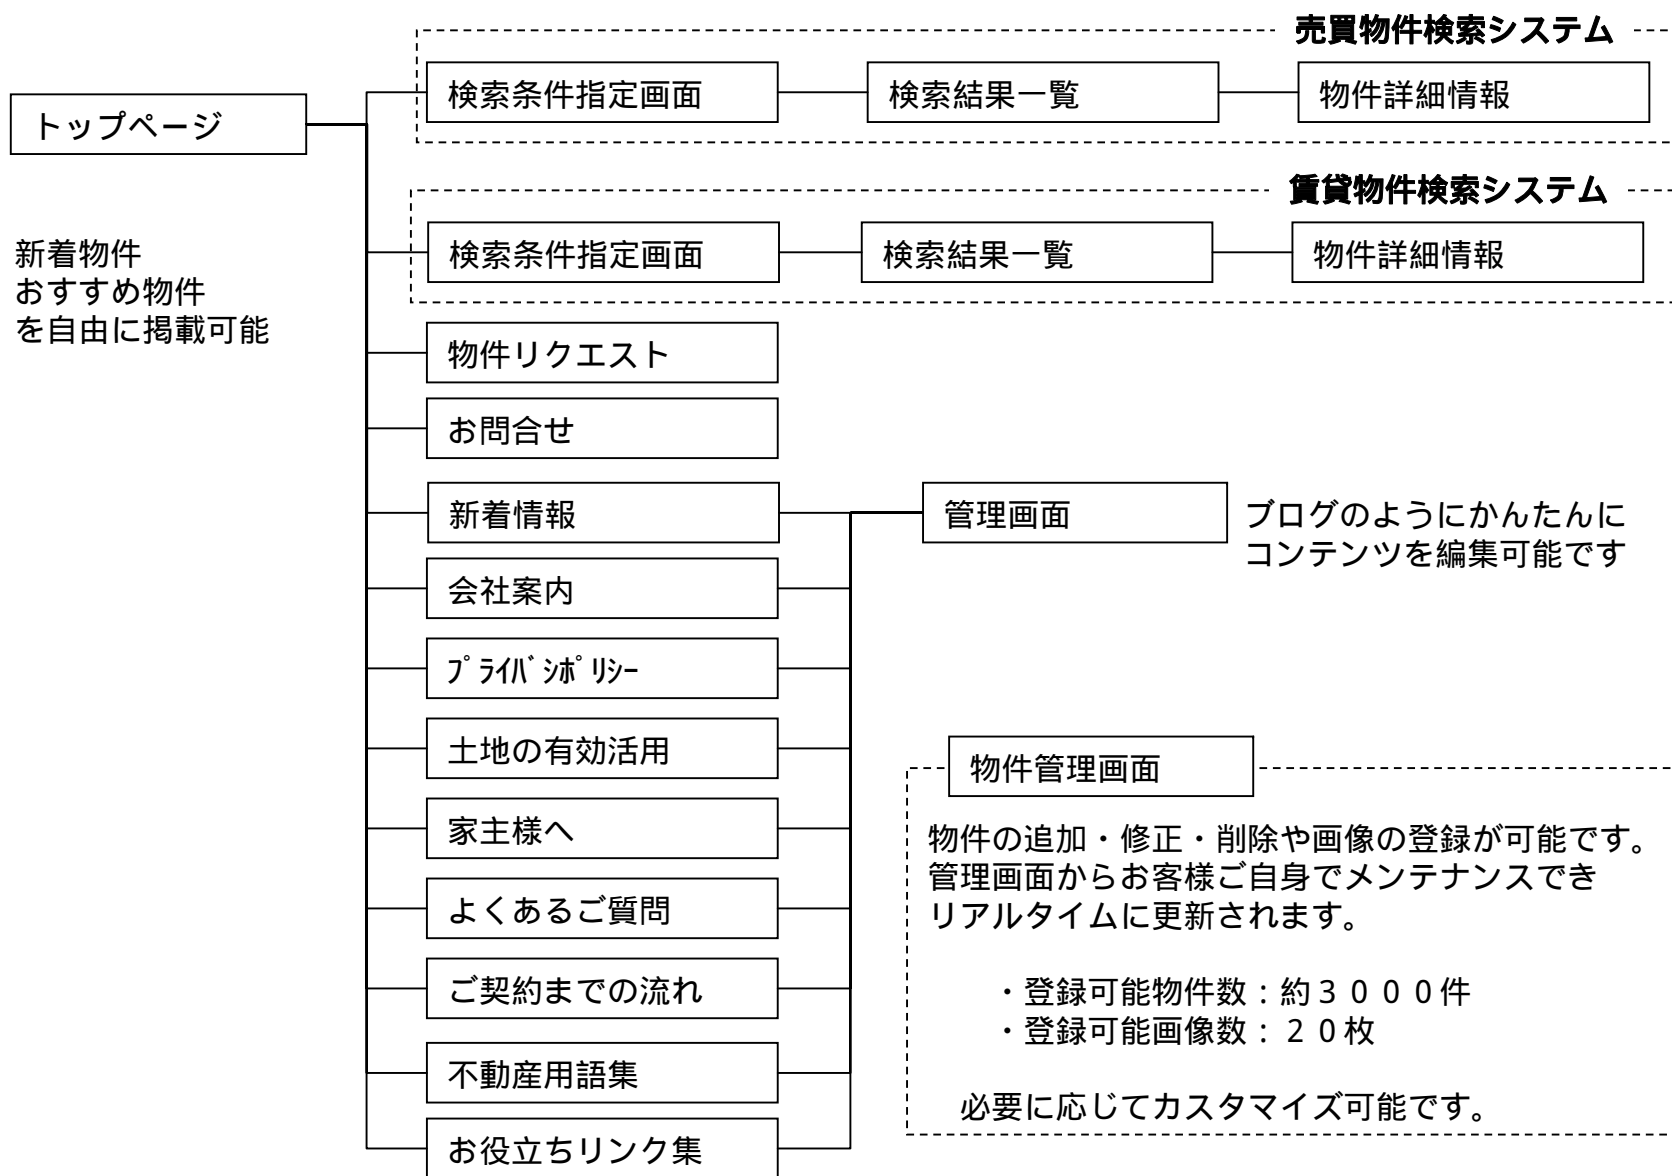 売買物件検索システム
検索条件指定画面
検索結果一覧
物件詳細情報
トップページ
賃貸物件検索システム
検索条件指定画面
検索結果一覧
物件詳細情報
新着物件
おすすめ物件
を自由に掲載可能
物件リクエスト
お問合せ
新着情報
管理画面
ブログのようにかんたんに
コンテンツを編集可能です
会社案内
プライバシポリシー
土地の有効活用
家主様へ
よくあるご質問
ご契約までの流れ
不動産用語集
お役立ちリンク集
物件管理画面
物件の追加・修正・削除や画像の登録が可能です。
管理画面からお客様ご自身でメンテナンスでき
リアルタイムに更新されます。
・登録可能物件数：約３０００件
・登録可能画像数：２０枚
必要に応じてカスタマイズ可能です。